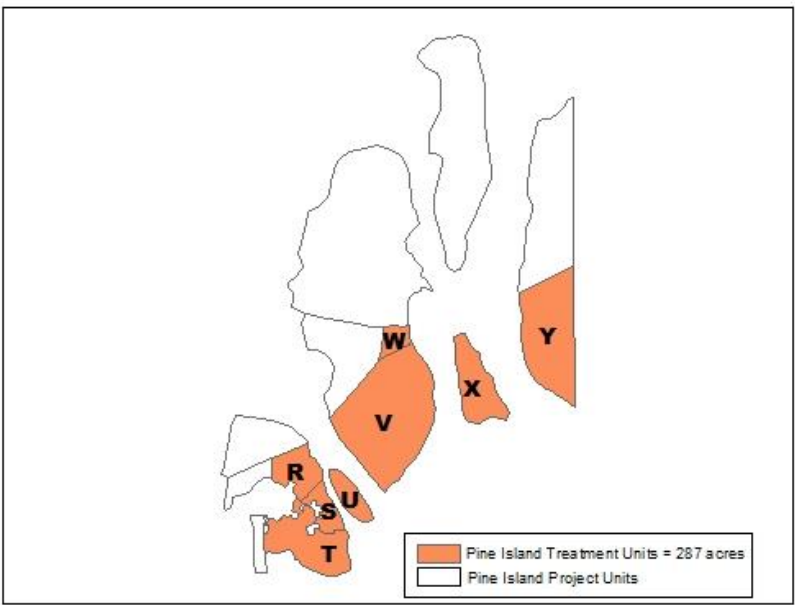 W
Y
X
V
R
U
S
T
Pine Island Treatment Units = 287 acres
Pine Island Project Units